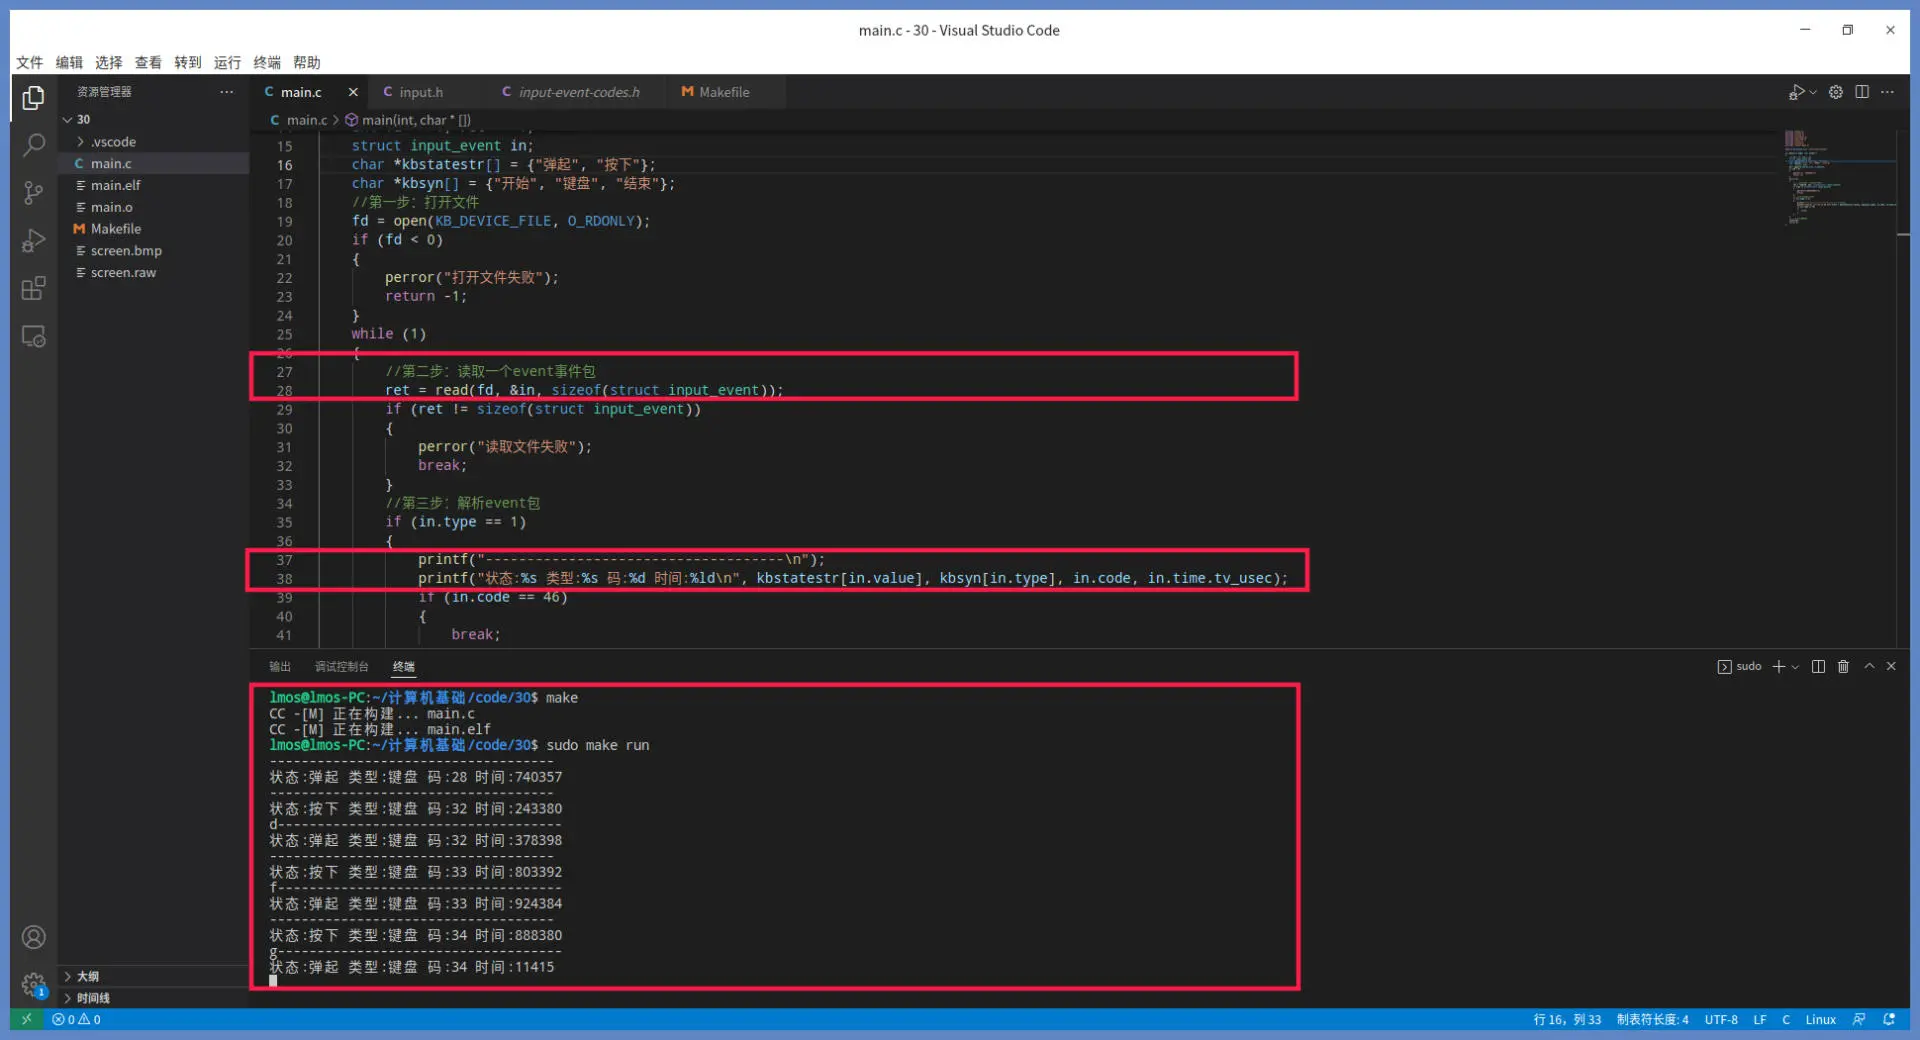 main.c - 30 - Visual Studio Code
文件 编辑 选择 查看 转到 运行 终端 帮助
资源管理器
30
.vscode
main.c
main.elf
main.o
Makefile
screen.bmp
screen.raw
大纲
时间线
main.c input.h input-event-codes.h Makefile
main.c > main(int, char * [])
15 struct input_event in;
16 char *kbstatestr[] = {"弹起", "按下"};
17 char *kbsyn[] = {"开始", "键盘", "结束"};
18 //第一步：打开文件
19 fd = open(KB_DEVICE_FILE, O_RDONLY);
20 if (fd < 0)
21 {
22 perror("打开文件失败");
23 return -1;
24 }
25 while (1)
26 {
27 //第二步：读取一个event事件包
28 ret = read(fd, &in, sizeof(struct input_event));
29 if (ret != sizeof(struct input_event))
30 {
31 perror("读取文件失败");
32 break;
33 }
34 //第三步：解析event包
35 if (in.type == 1)
36 {
37 printf("------------------------------------\n");
38 printf("状态:%s 类型:%s 码:%d 时间:%ld\n", kbstatestr[in.value], kbsyn[in.type], in.code, in.time.tv_usec);
39 if (in.code == 46)
40 {
41 break;
输出 调试控制台 终端
sudo
lmos@lmos-PC:~/计算机基础/code/30$ make
CC -[M] 正在构建... main.c
CC -[M] 正在构建... main.elf
lmos@lmos-PC:~/计算机基础/code/30$ sudo make run
------------------------------------
状态:弹起 类型:键盘 码:28 时间:740357
------------------------------------
状态:按下 类型:键盘 码:32 时间:243380
d------------------------------------
状态:弹起 类型:键盘 码:32 时间:378398
------------------------------------
状态:按下 类型:键盘 码:33 时间:803392
f------------------------------------
状态:弹起 类型:键盘 码:33 时间:924384
------------------------------------
状态:按下 类型:键盘 码:34 时间:888380
g------------------------------------
状态:弹起 类型:键盘 码:34 时间:11415
1
0 0
行 16，列 33 制表符长度: 4 UTF-8 LF C Linux